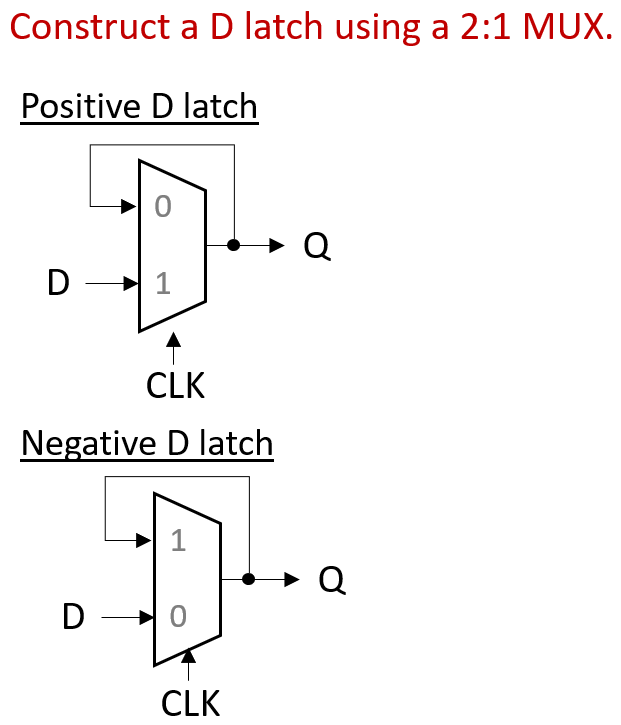 Construct a D latch using a 2:1 MUX.
Positive D latch
0
Q
D
1
CLK
Negative D latch
1
Q
D
0
CLK